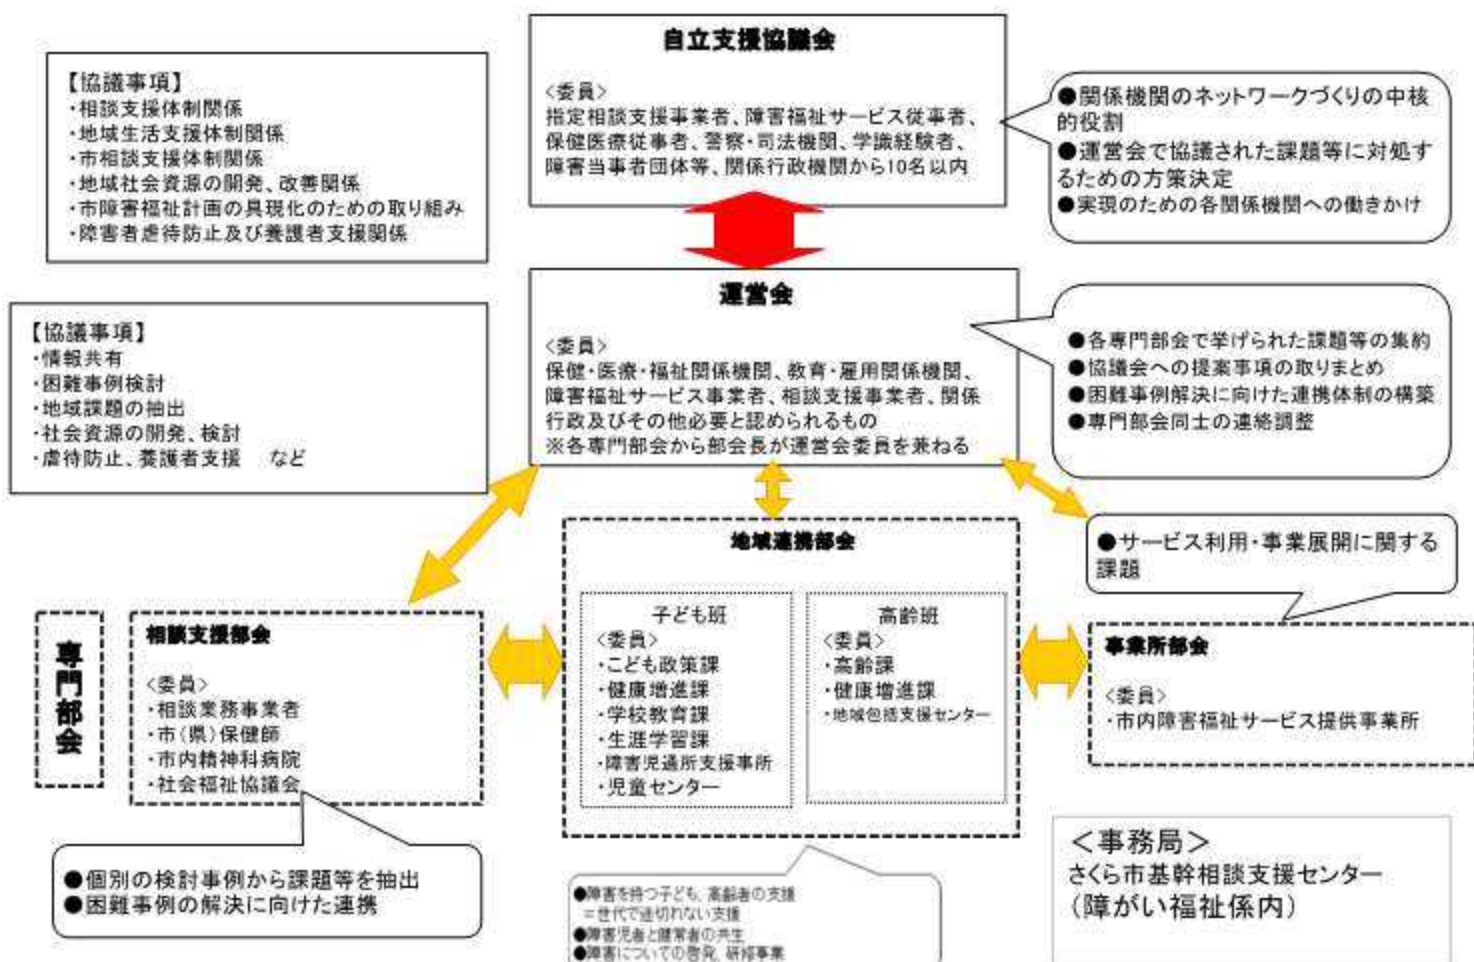 自立支援協議会
<委員>
指定相談支援事業者、障害福祉サービス従事者、
保健医療従事者、警察・司法機関、学識経験者、
障害当事者団体等、関係行政機関から10名以内
【協議事項】
・相談支援体制関係
・地域生活支援体制関係
・市相談支援体制関係
・地域社会資源の開発、改善関係
・市障害福祉計画の具現化のための取り組み
・障害者虐待防止及び養護者支援関係
●関係機関のネットワークづくりの中核
的役割
●運営会で協議された課題等に対処す
るための方策決定
●実現のための各関係機関への働きかけ
運営会
<委員>
保健・医療・福祉関係機関、教育・雇用関係機関、
障害福祉サービス事業者、相談支援事業者、関係
行政及びその他必要と認められるもの
※各専門部会から部会長が運営会委員を兼ねる
【協議事項】
・情報共有
・困難事例検討
・地域課題の抽出
・社会資源の開発、検討
・虐待防止、養護者支援 など
●各専門部会で挙げられた課題等の集約
●協議会への提案事項の取りまとめ
●困難事例解決に向けた連携体制の構築
●専門部会同士の連絡調整
●サービス利用・事業展開に関する
課題
専門部会
相談支援部会
<委員>
・相談業務事業者
・市(県)保健師
・市内精神科病院
・社会福祉協議会
地域連携部会
子ども班
<委員>
・こども政策課
・健康増進課
・学校教育課
・生涯学習課
・障害児通所支援事所
・児童センター
高齢班
<委員>
・高齢課
・健康増進課
・地域包括支援センター
事業所部会
<委員>
・市内障害福祉サービス提供事業所
●個別の検討事例から課題等を抽出
●困難事例の解決に向けた連携
●障害を持つ子ども、高齢者の支援
=世代で途切れない支援
●障害児者と健常者の共生
●障害についての啓発、研修事業
<事務局>
さくら市基幹相談支援センター
(障がい福祉係内)